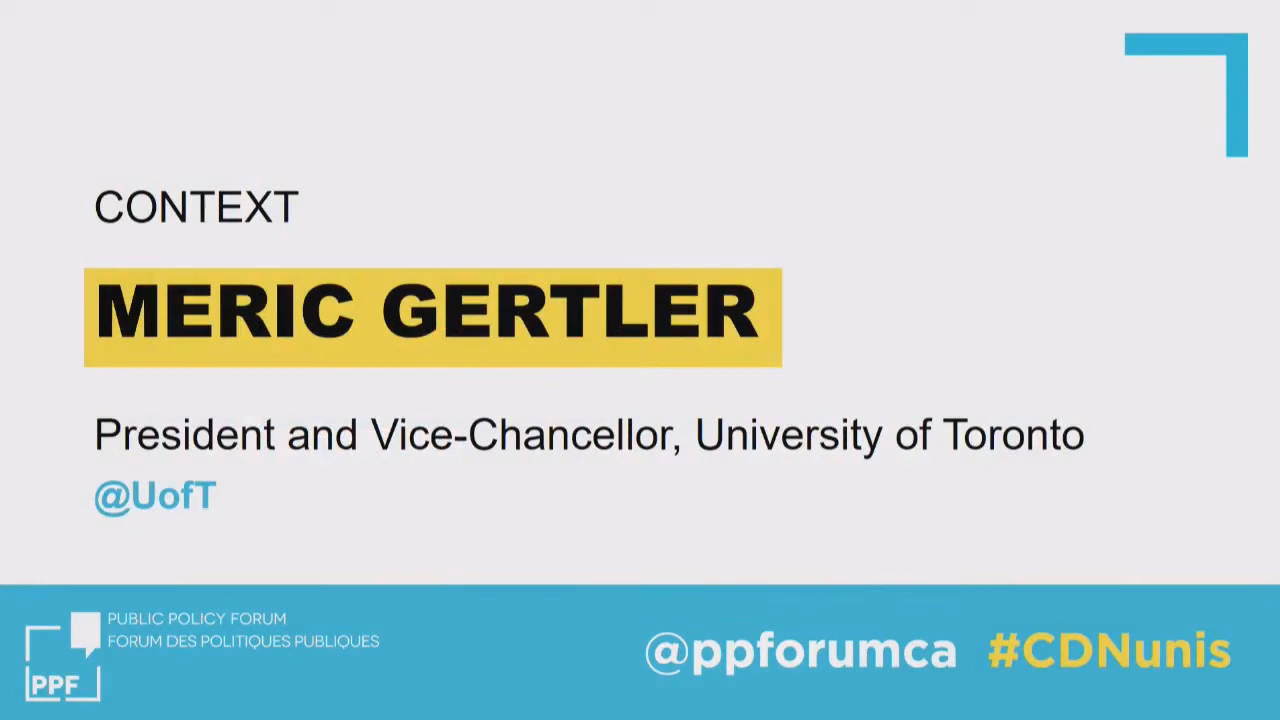 CONTEXT
MERIC GERTLER
President and Vice-Chancellor, University of Toronto
@UofT
PUBLIC POLICY FORUM
FORUM DES POLITIQUES PUBLIQUES
PPF
@ppforumca #CDNunis